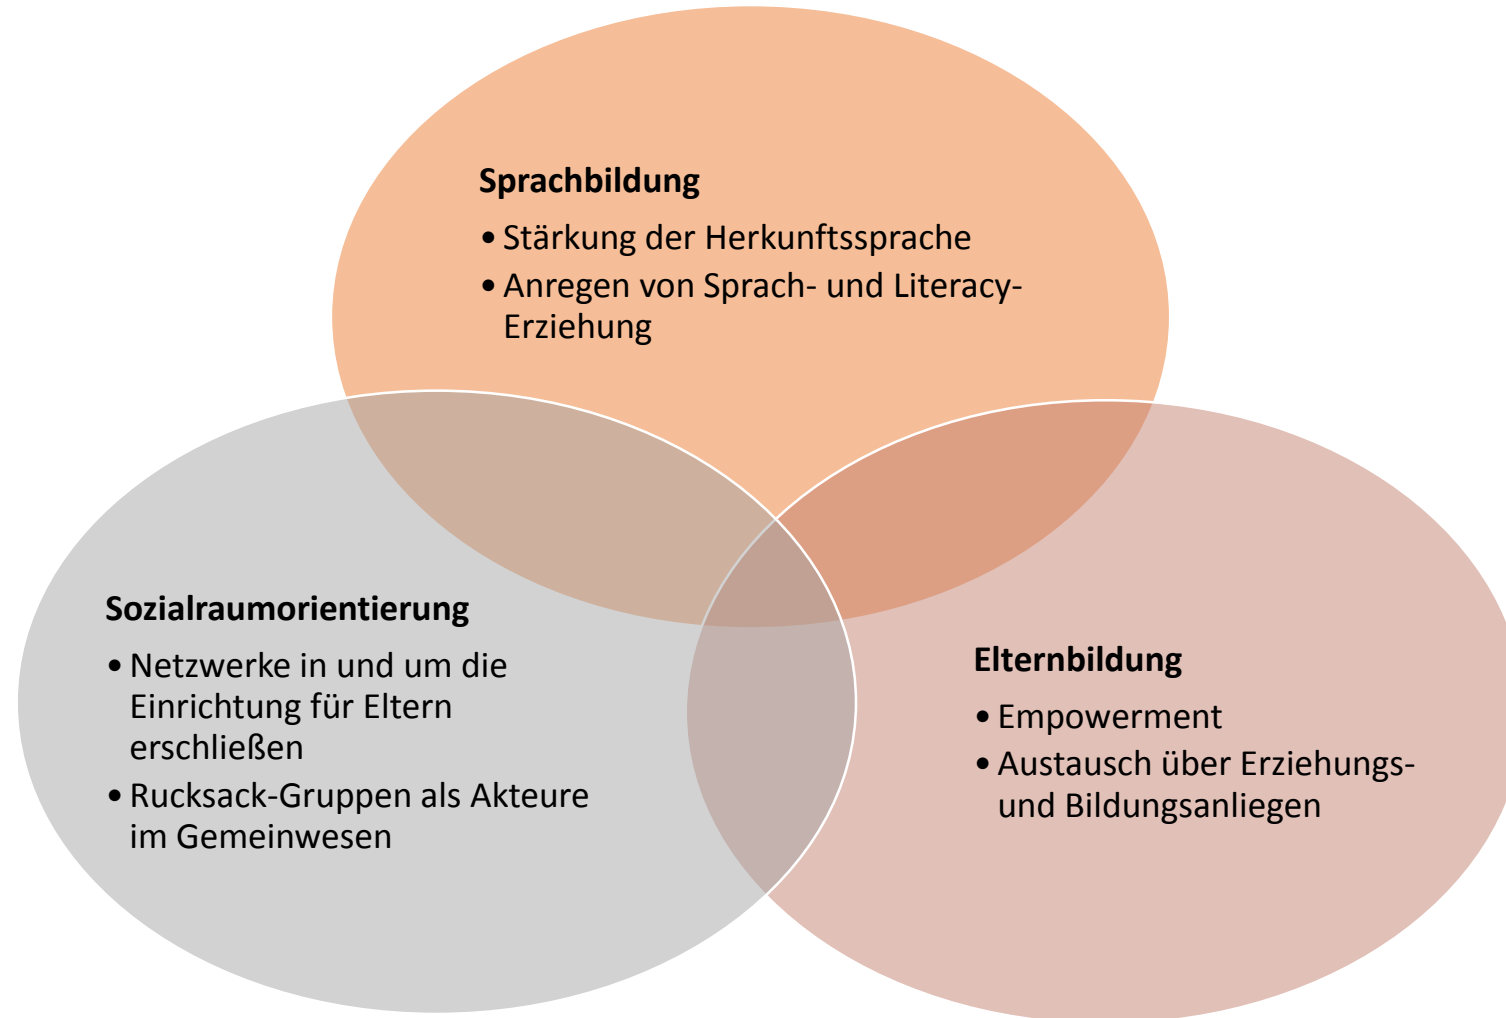 Sprachbildung
• Stärkung der Herkunftssprache
• Anregen von Sprach- und Literacy-
Erziehung
Sozialraumorientierung
• Netzwerke in und um die
Einrichtung für Eltern
erschließen
• Rucksack-Gruppen als Akteure
im Gemeinwesen
Elternbildung
• Empowerment
• Austausch über Erziehungs-
und Bildungsanliegen